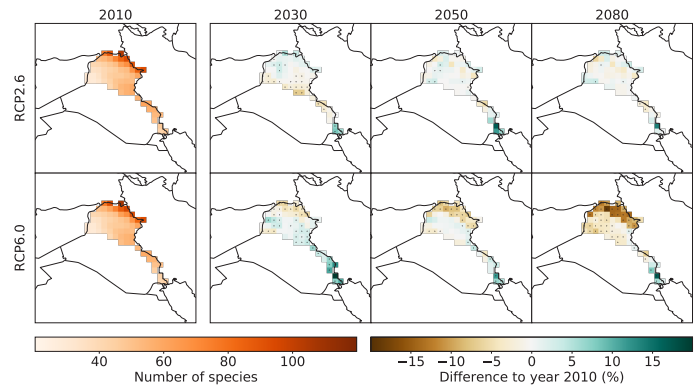 2010 2030 2050 2080
RCP2.6
RCP6.0
40 60 80 100 −15 −10 −5 0 5 10 15
Number of species Difference to year 2010 (%)